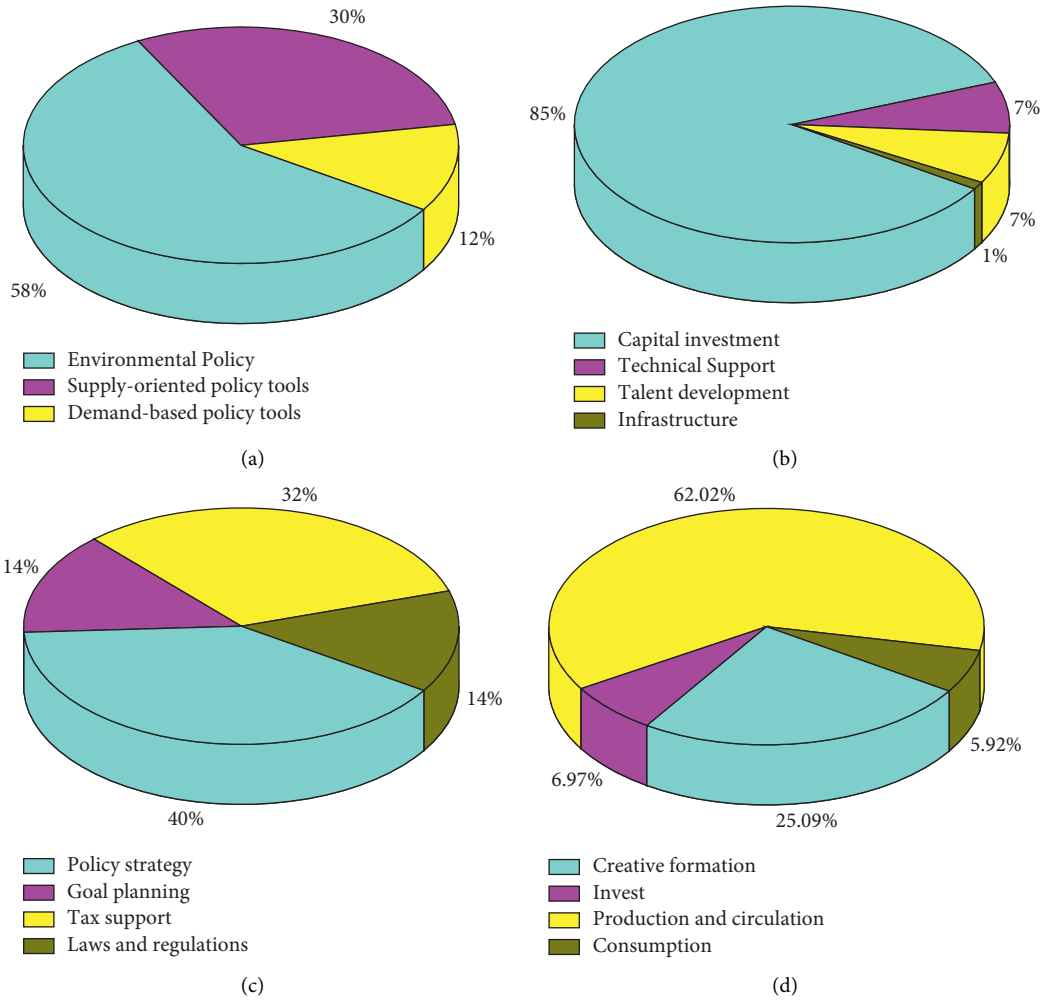 30%
58%
12%
Environmental Policy
Supply-oriented policy tools
Demand-based policy tools
(a)
85%
7%
7%
1%
Capital investment
Technical Support
Talent development
Infrastructure
(b)
32%
14%
14%
40%
Policy strategy
Goal planning
Tax support
Laws and regulations
(c)
62.02%
5.92%
6.97%
25.09%
Creative formation
Invest
Production and circulation
Consumption
(d)